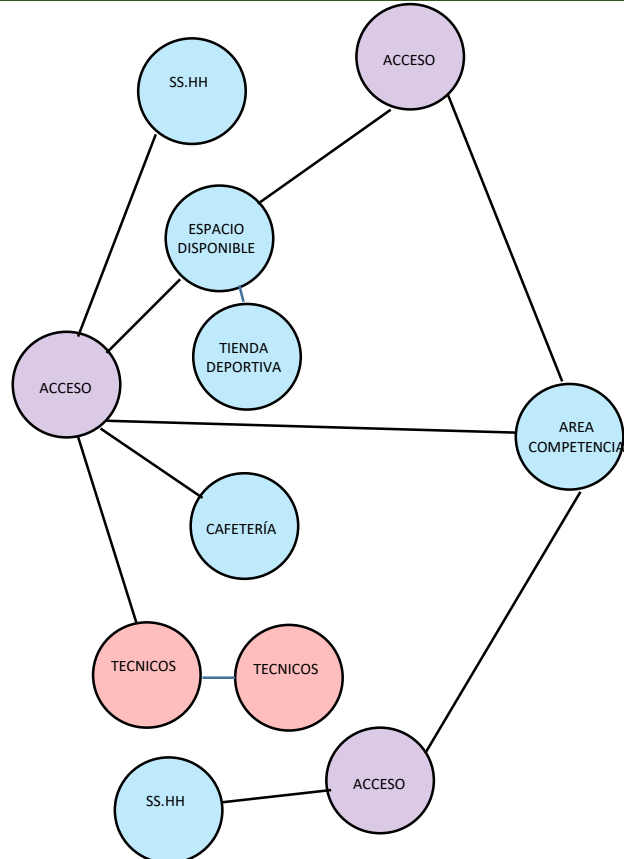 ACCESO
SS.HH
ESPACIO
DISPONIBLE
TIENDA
DEPORTIVA
ACCESO
AREA
COMPETENCIA
CAFETERÍA
TECNICOS
TECNICOS
ACCESO
SS.HH